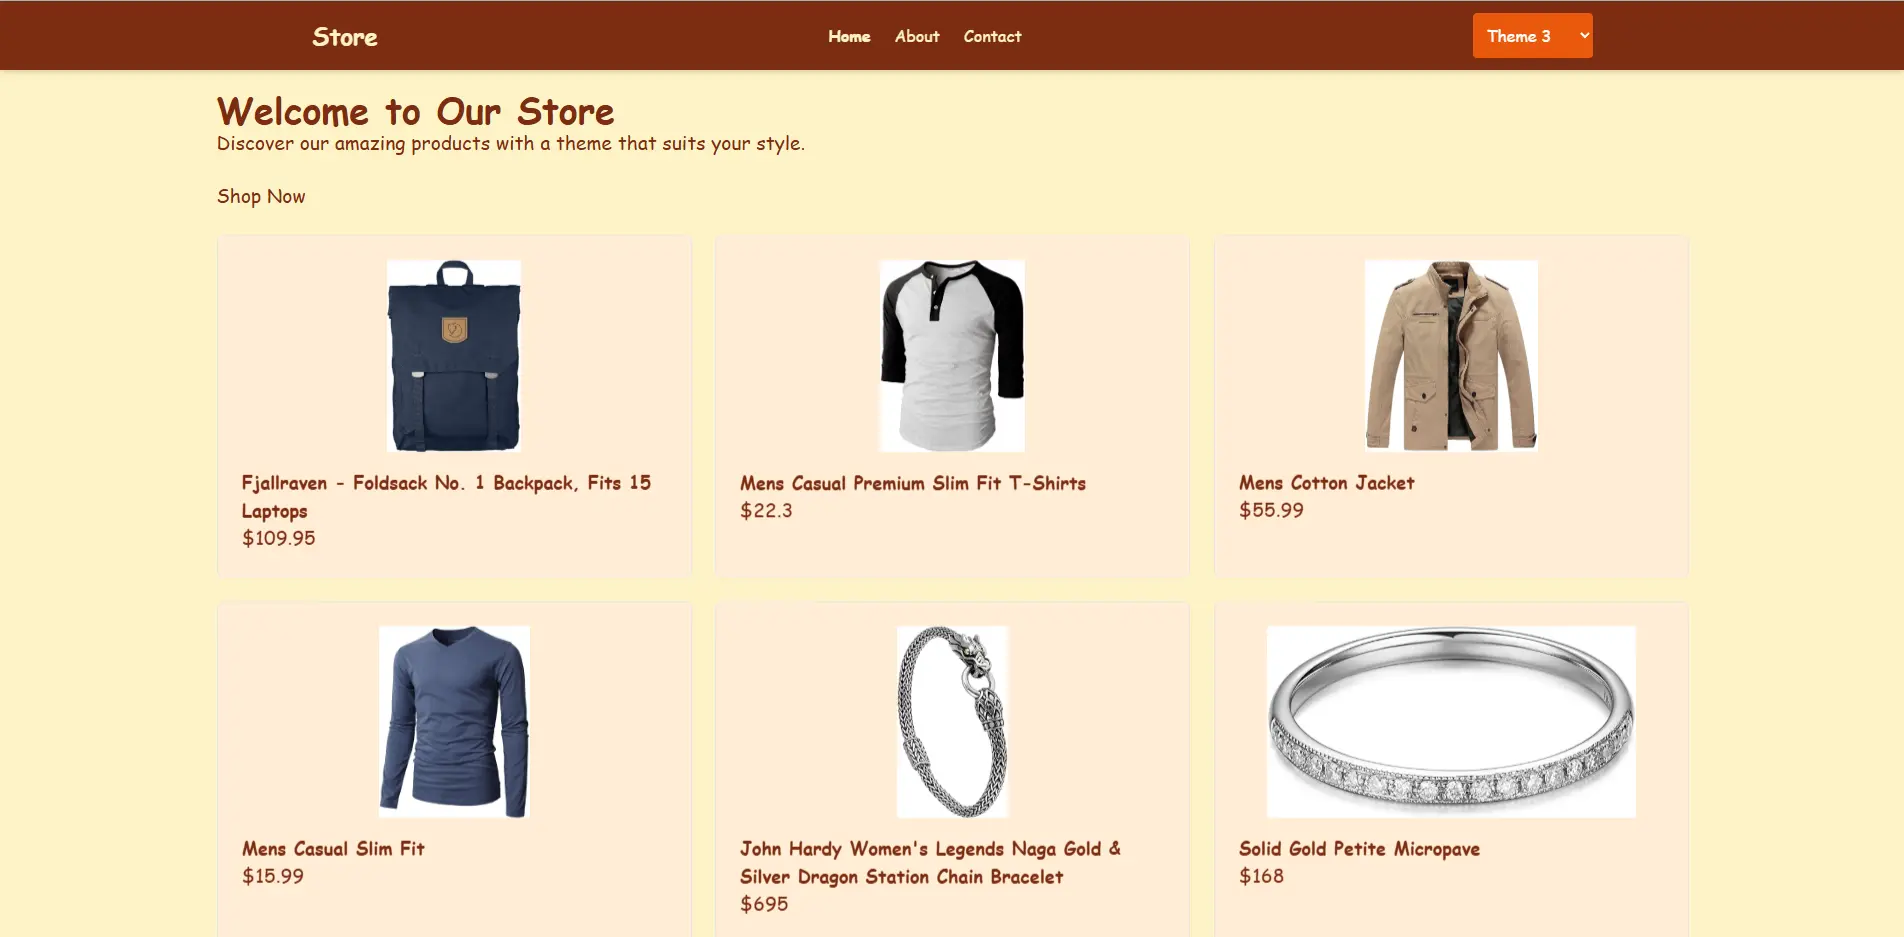 Store
Home
About
Contact
Theme 3
Welcome to Our Store
Discover our amazing products with a theme that suits your style.
Shop Now
Fjallraven - Foldsack No. 1 Backpack, Fits 15
Laptops
$109.95
Mens Casual Premium Slim Fit T-Shirts
$22.3
Mens Cotton Jacket
$55.99
Mens Casual Slim Fit
$15.99
John Hardy Women's Legends Naga Gold &
Silver Dragon Station Chain Bracelet
$695
Solid Gold Petite Micropave
$168